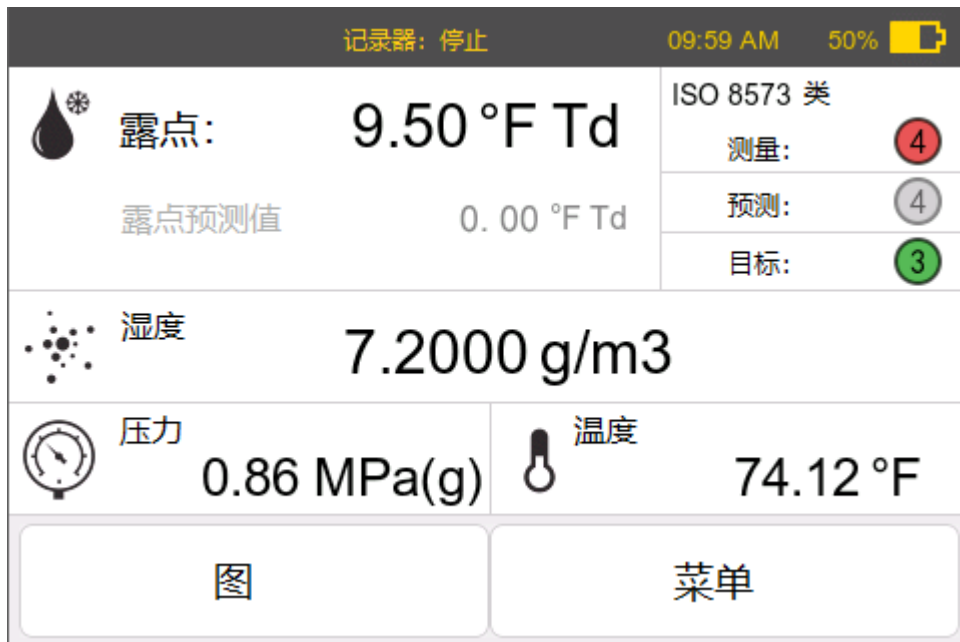 记录器：停止 09:59 AM 50%
露点： 9.50 °F Td
露点预测值 0.00 °F Td
ISO 8573 类
测量： 4
预测： 4
目标： 3
湿度 7.2000 g/m3
压力 0.86 MPa(g)
温度 74.12 °F
图 菜单